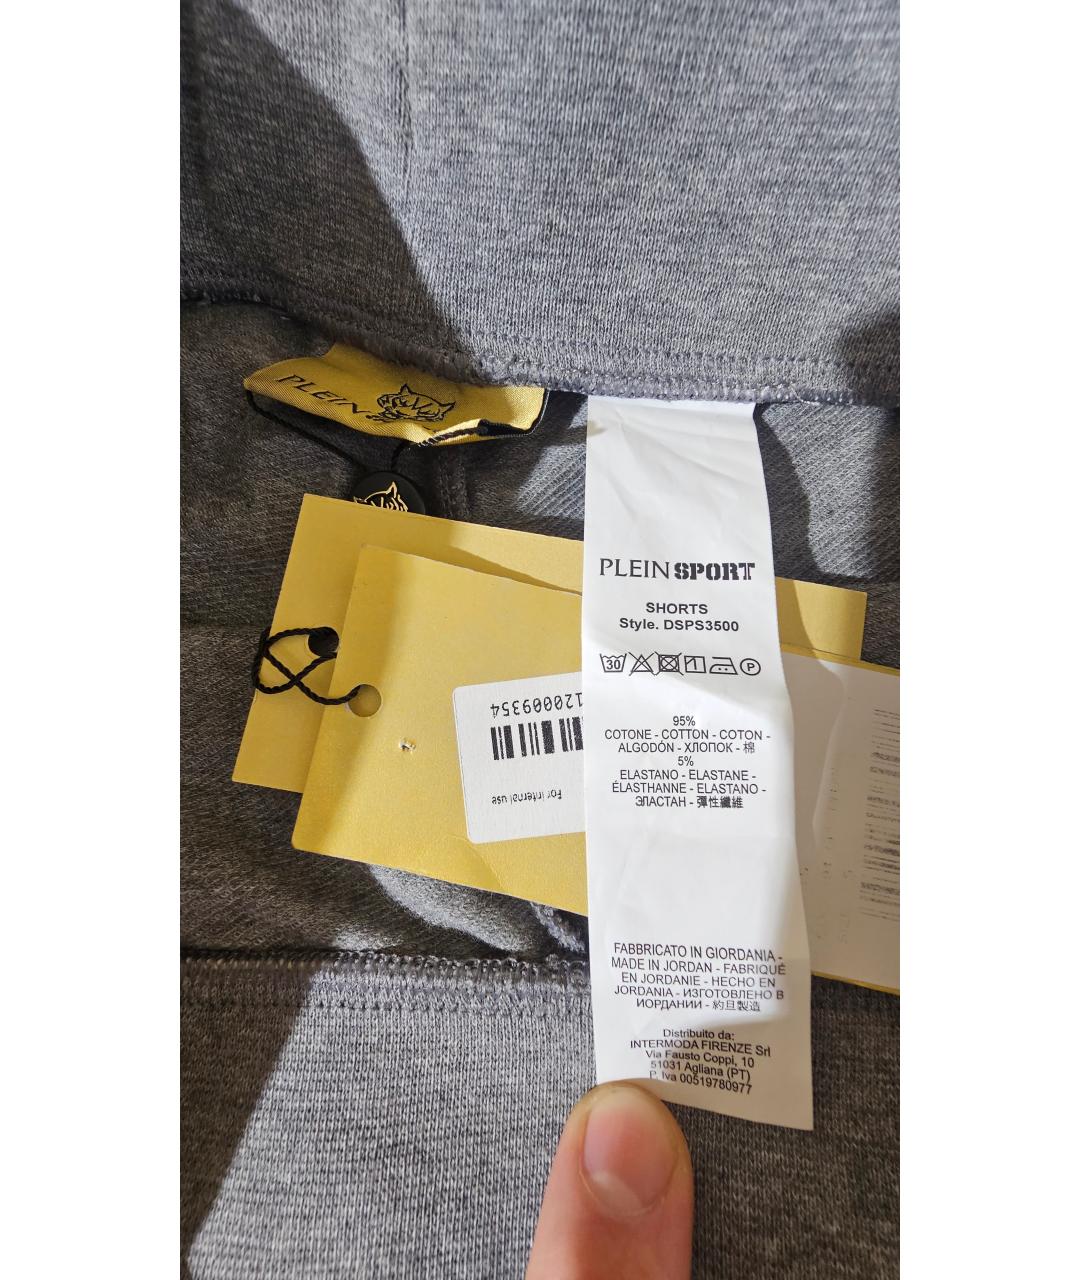 PLEIN
PLEIN SPORT
SHORTS
Style. DSPS3500
30 1 P
95%
COTONE - COTTON - COTON -
ALGODÓN - ХЛОПОК - 棉
5%
ELASTANO - ELASTANE -
ÉLASTHANNE - ELASTANO -
ЭЛАСТАН - 彈性纖維
FABBRICATO IN GIORDANIA -
MADE IN JORDAN - FABRIQUÉ
EN JORDANIE - HECHO EN
JORDANIA - ИЗГОТОВЛЕНО В
ИОРДАНИИ - 約旦製造
Distribuito da:
INTERMODA FIRENZE Srl
Via Fausto Coppi, 10
51031 Agliana (PT)
P. Iva 00519780977
For internal use
120009354